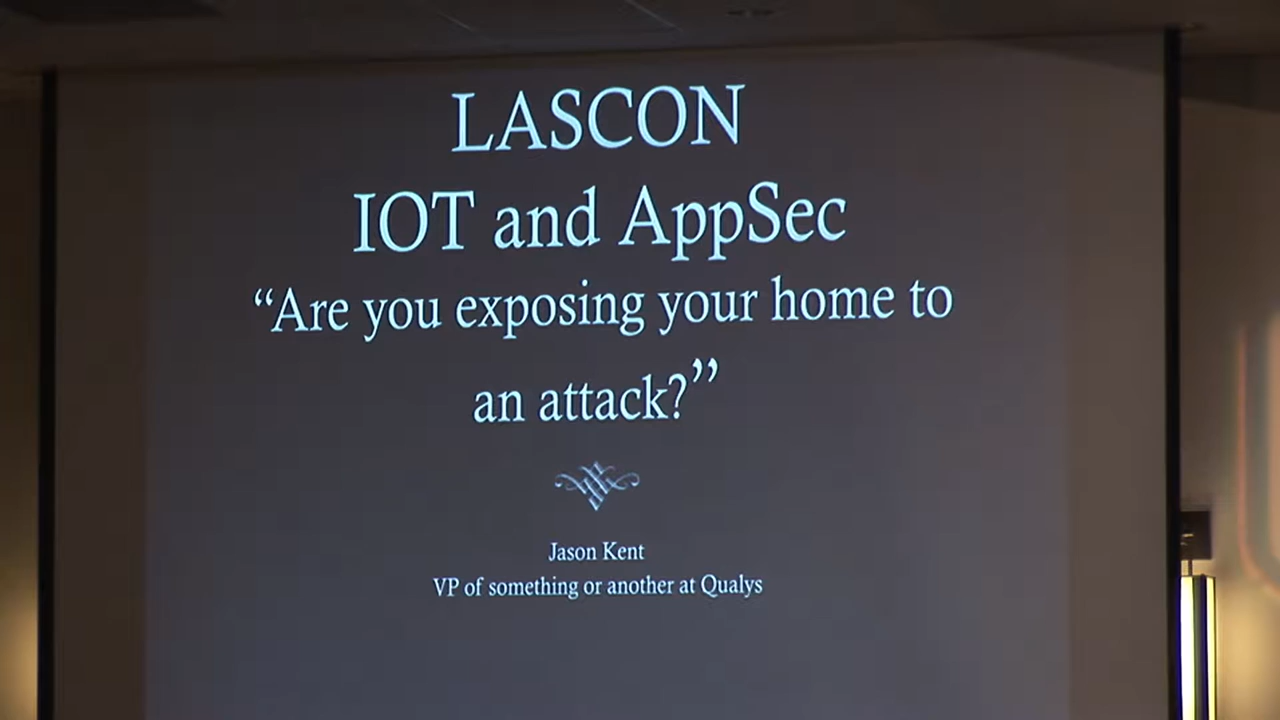 LASCON
IOT and AppSec
“Are you exposing your home to
an attack?”
Jason Kent
VP of something or another at Qualys